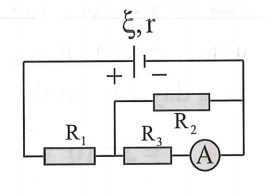 ξ, r
+ −
R₂
R₁ R₃ A